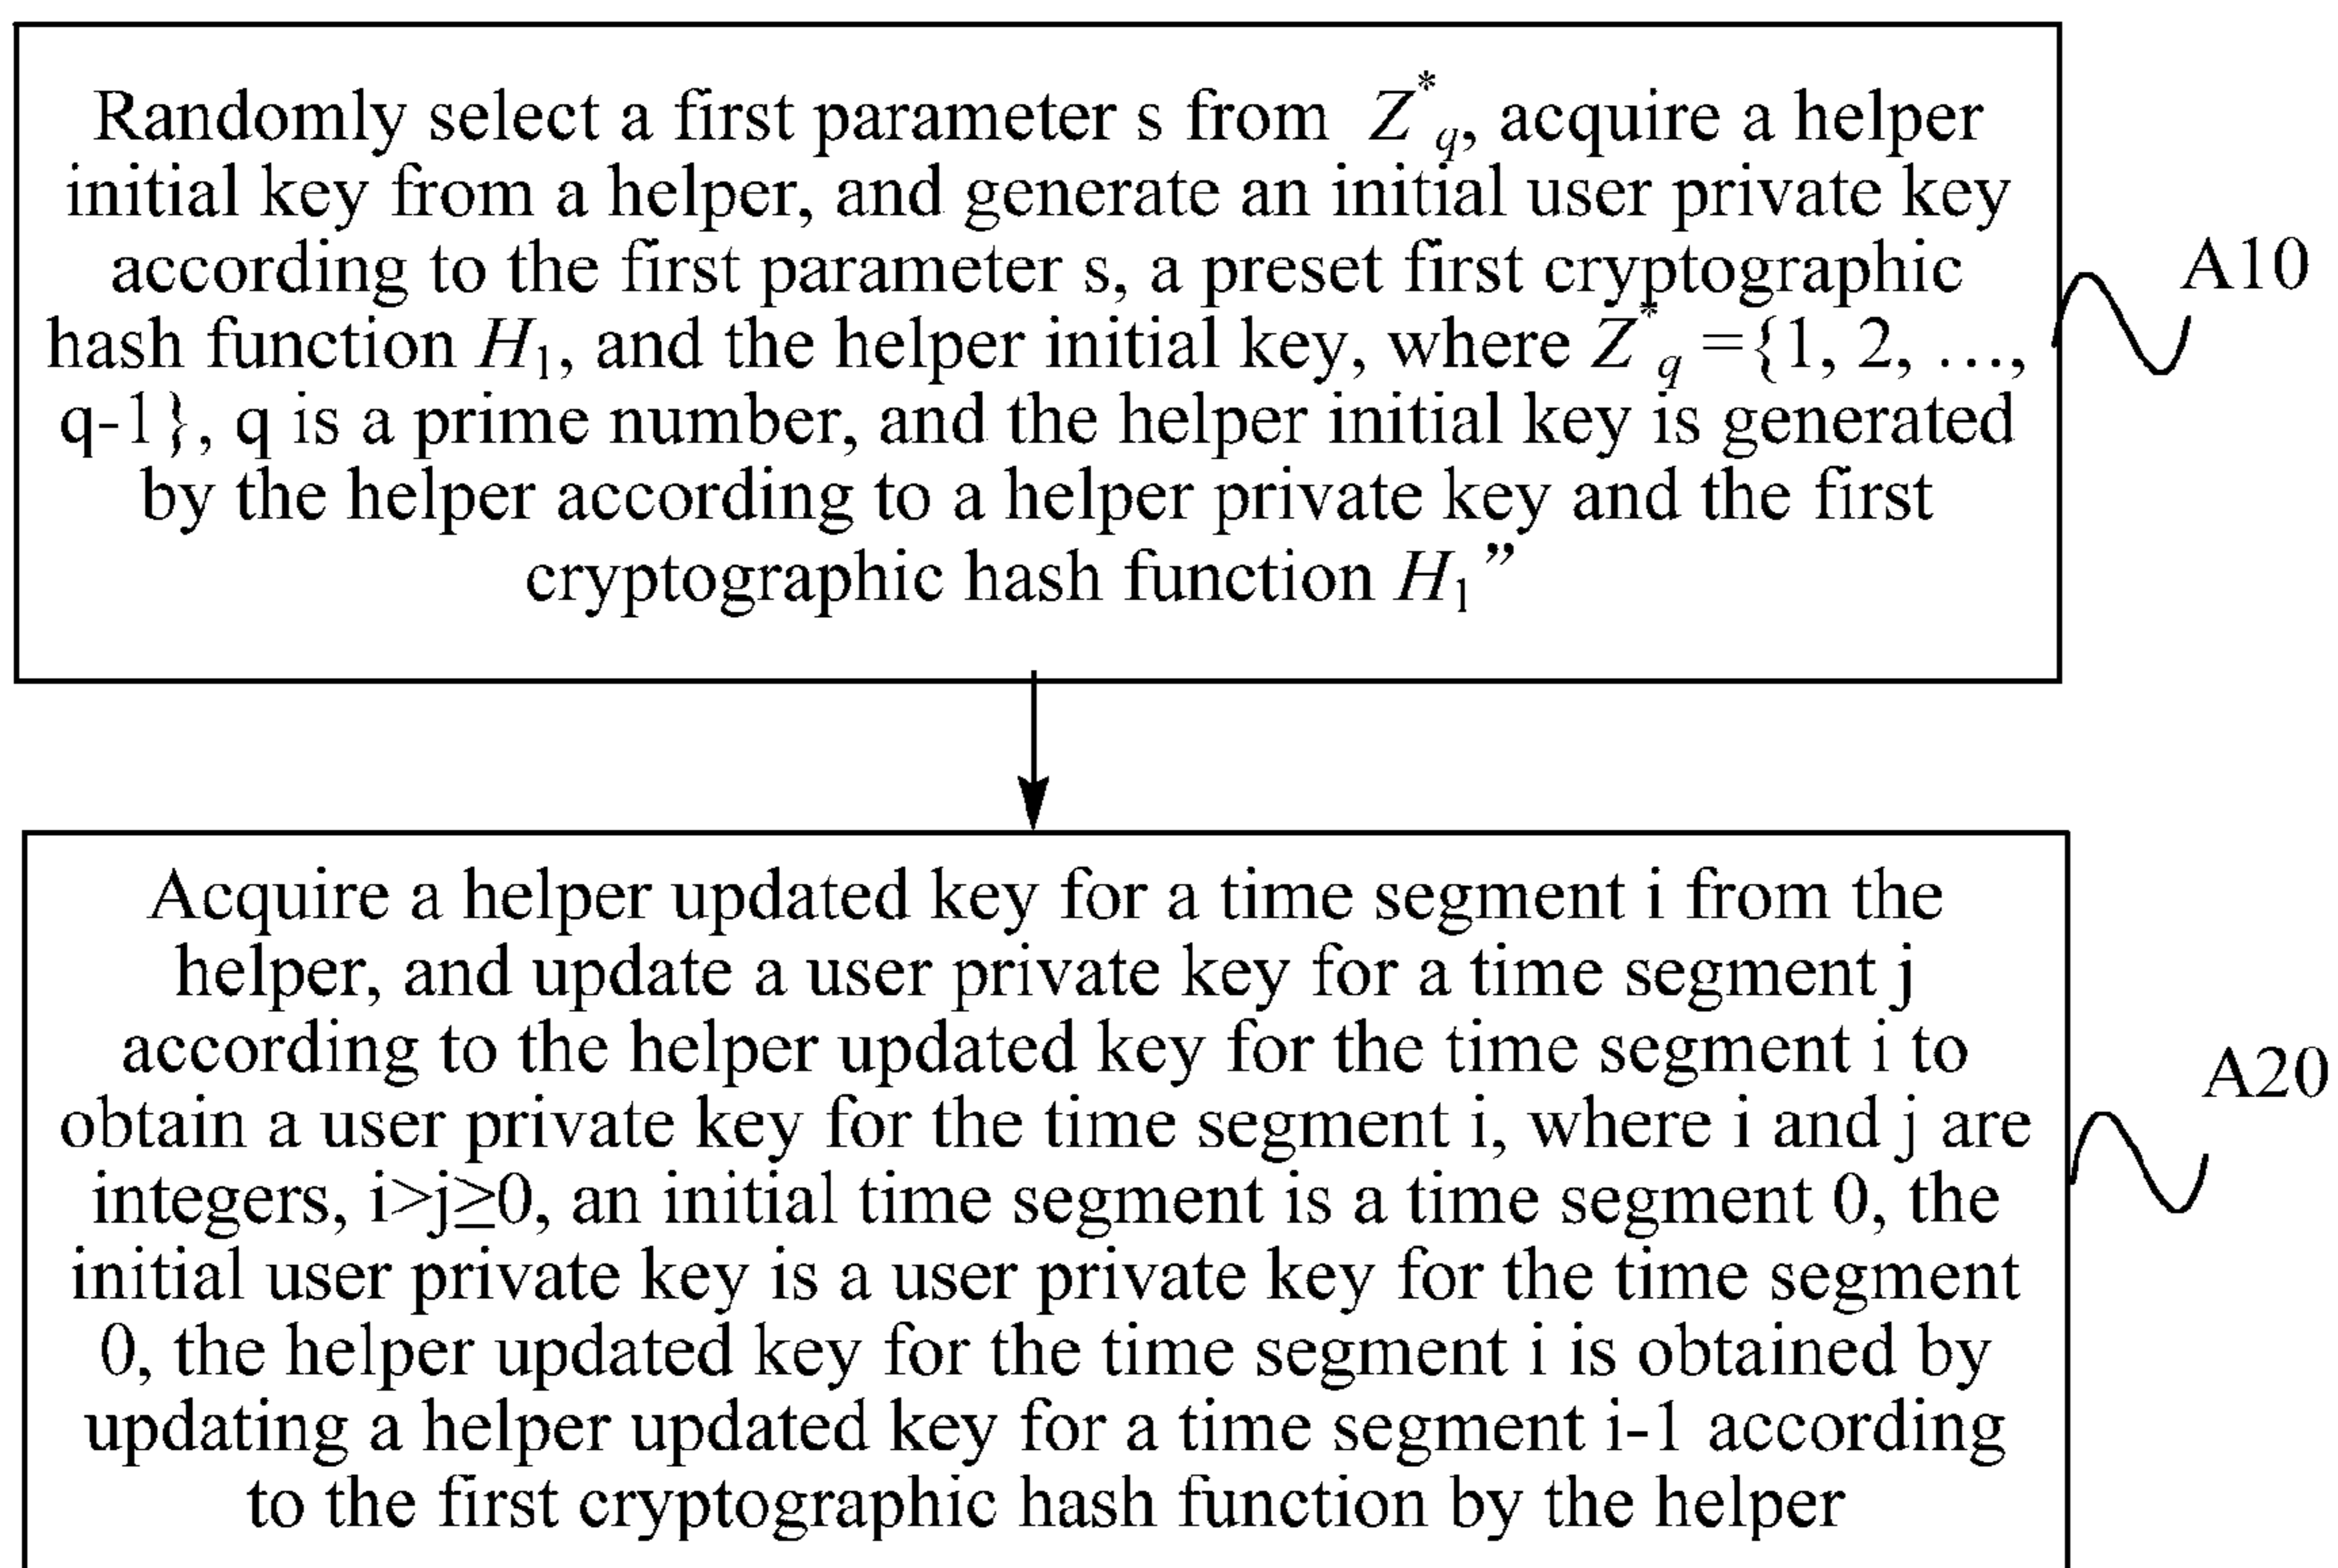 Randomly select a first parameter s from Z*q, acquire a helper
initial key from a helper, and generate an initial user private key
according to the first parameter s, a preset first cryptographic
hash function H1, and the helper initial key, where Z*q ={1, 2, …,
q-1}, q is a prime number, and the helper initial key is generated
by the helper according to a helper private key and the first
cryptographic hash function H1”
A10
Acquire a helper updated key for a time segment i from the
helper, and update a user private key for a time segment j
according to the helper updated key for the time segment i to
obtain a user private key for the time segment i, where i and j are
integers, i>j≥0, an initial time segment is a time segment 0, the
initial user private key is a user private key for the time segment
0, the helper updated key for the time segment i is obtained by
updating a helper updated key for a time segment i-1 according
to the first cryptographic hash function by the helper
A20